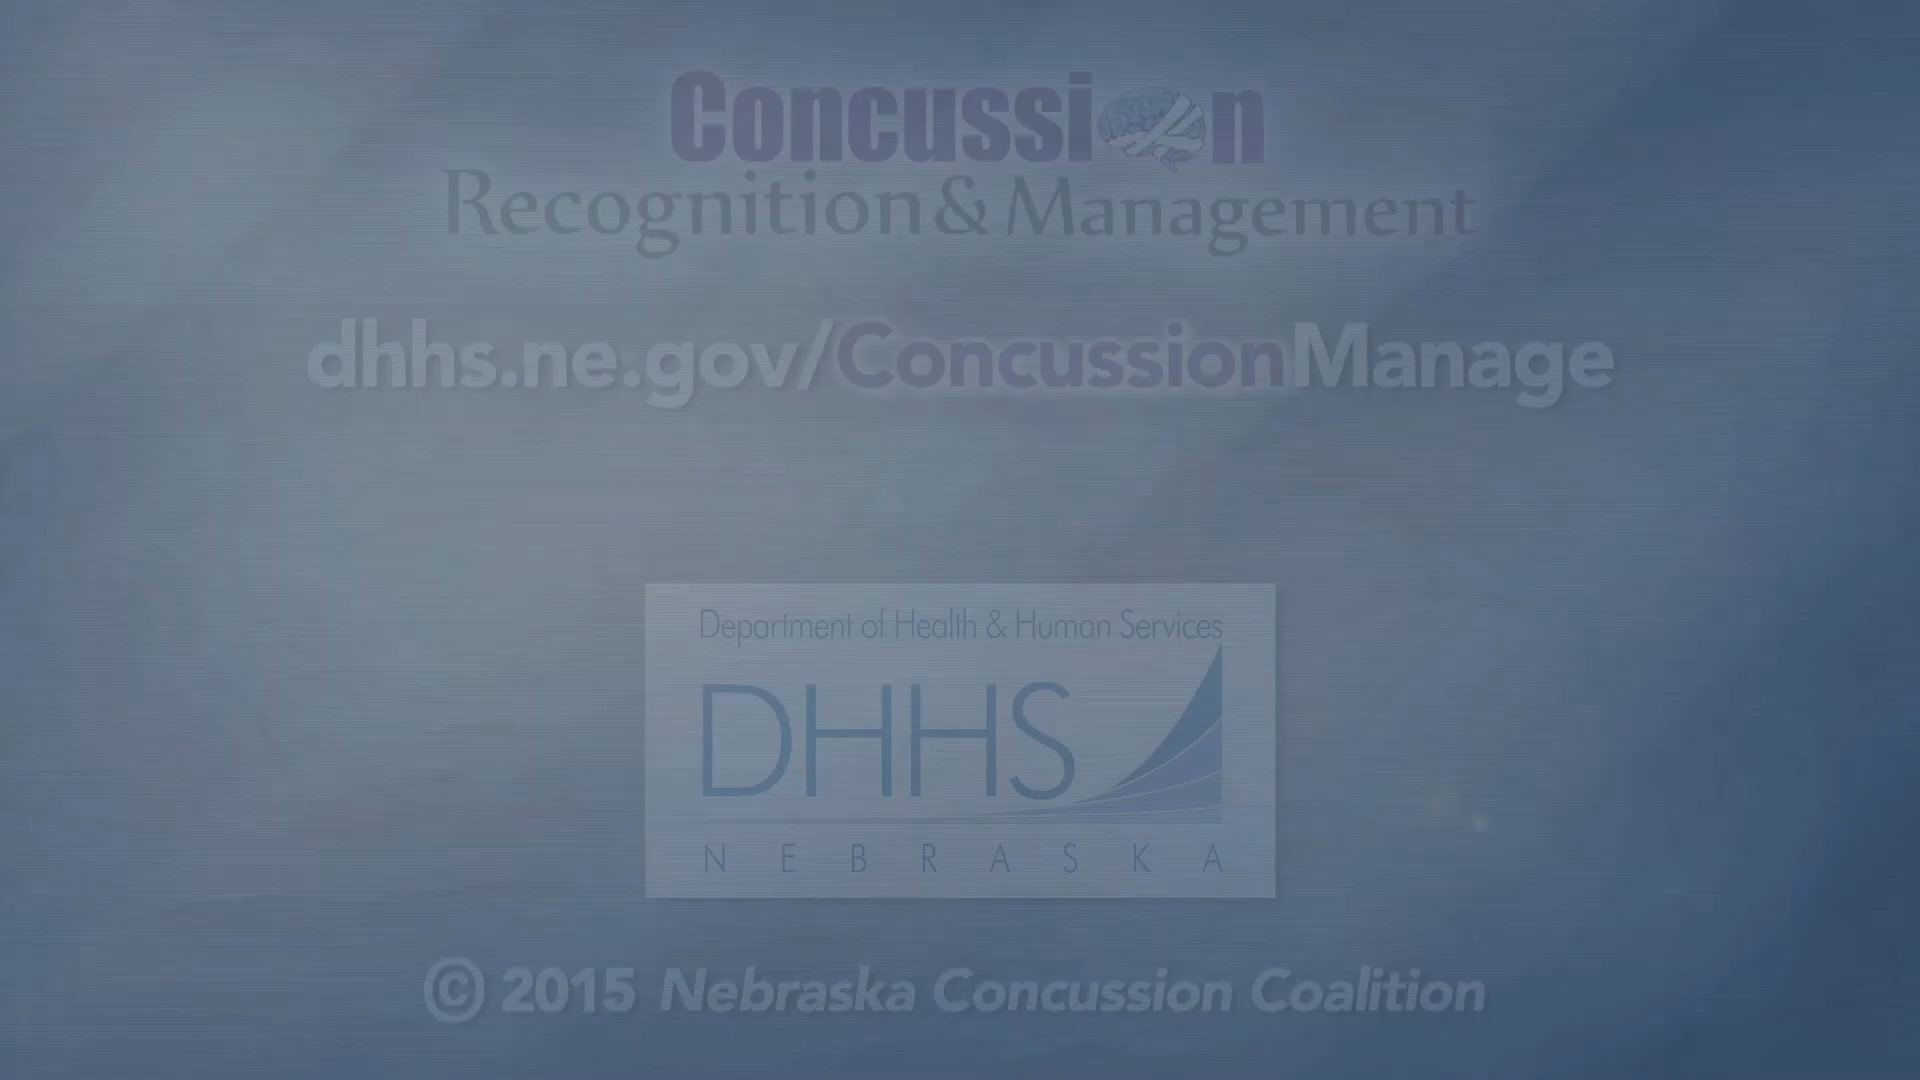 Concussion
Recognition & Management
dhhs.ne.gov/ConcussionManage
Department of Health & Human Services
DHHS
NEBRASKA
© 2015 Nebraska Concussion Coalition